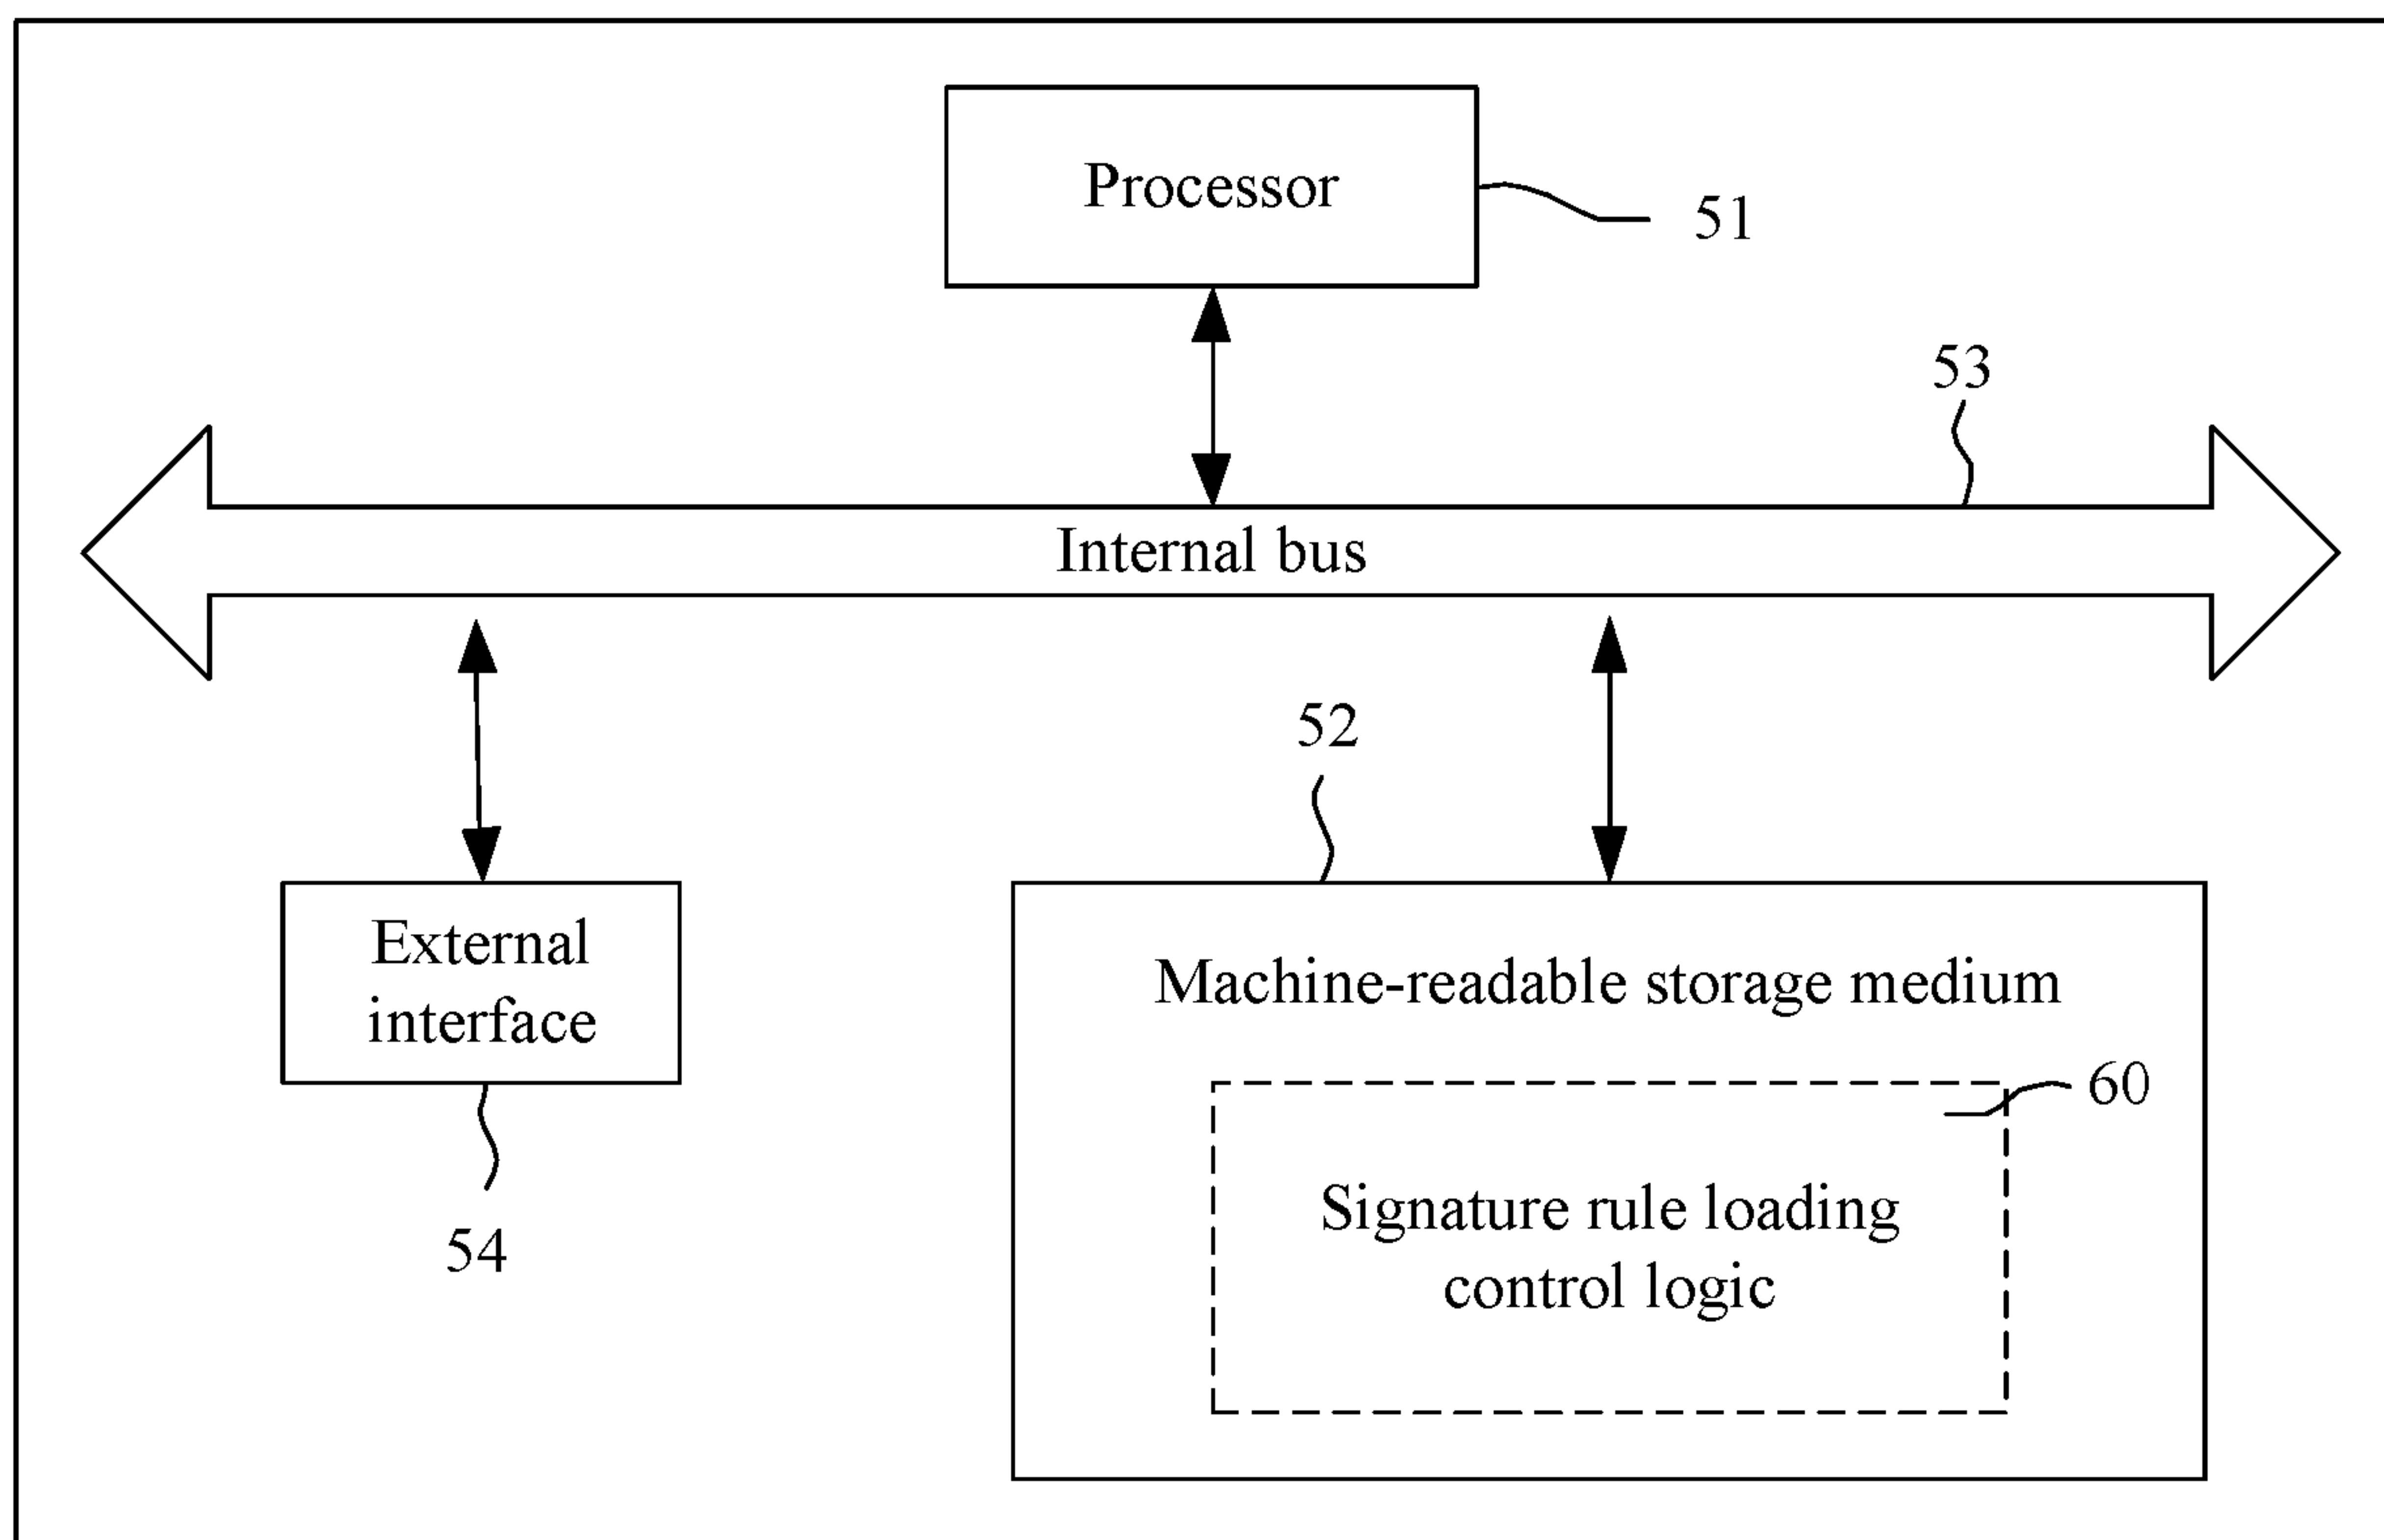 Processor
51
53
Internal bus
52
External
interface
Machine-readable storage medium
60
Signature rule loading
control logic
54